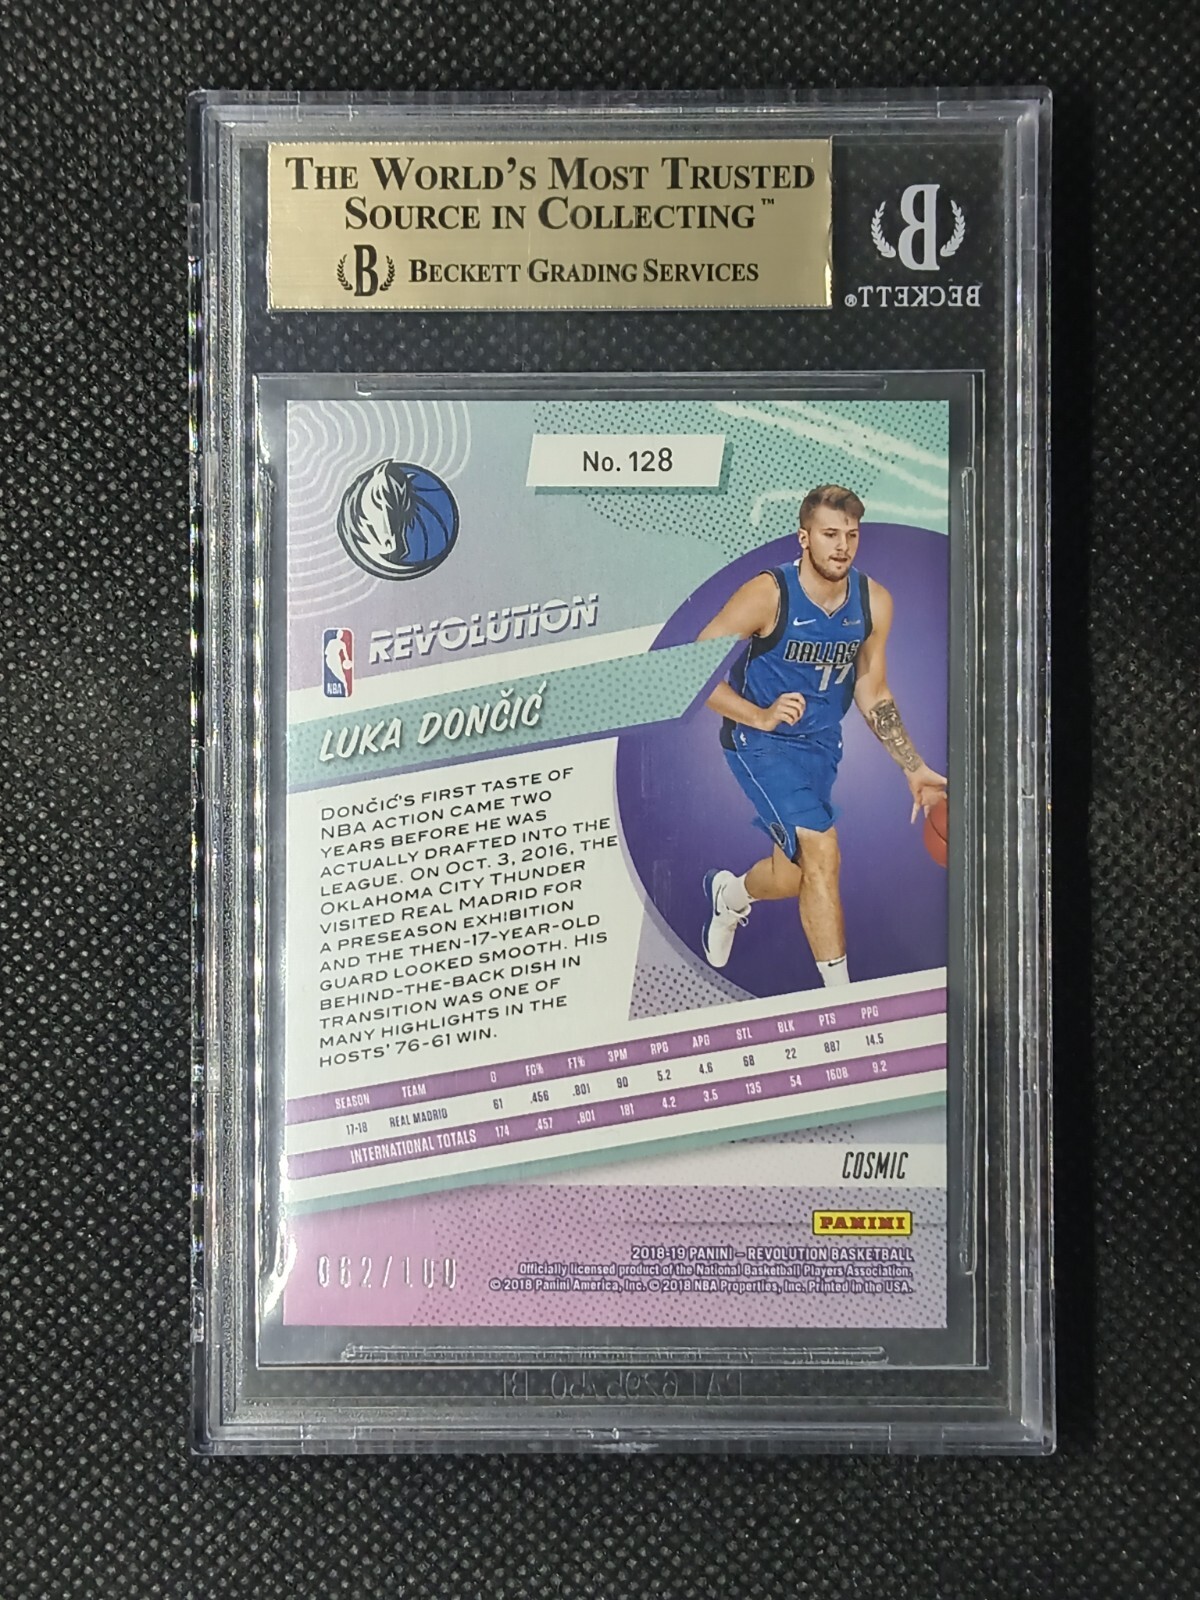 THE WORLD'S MOST TRUSTED
SOURCE IN COLLECTING™
B BECKETT GRADING SERVICES
B
BECKETT®
No. 128
REVOLUTION
NBA
LUKA DONČIĆ
DALLAS
77
DONČIĆ'S FIRST TASTE OF
NBA ACTION CAME TWO
YEARS BEFORE HE WAS
ACTUALLY DRAFTED INTO THE
LEAGUE. ON OCT. 3, 2016, THE
OKLAHOMA CITY THUNDER
VISITED REAL MADRID FOR
A PRESEASON EXHIBITION
AND THE THEN-17-YEAR-OLD
GUARD LOOKED SMOOTH. HIS
BEHIND-THE-BACK DISH IN
TRANSITION WAS ONE OF
MANY HIGHLIGHTS IN THE
HOSTS' 76-61 WIN.
SEASON TEAM G FG% FT% 3PM RPG APG STL BLK PTS PPG
17-18 REAL MADRID 61 .456 .801 90 5.2 4.6 68 22 887 14.5
INTERNATIONAL TOTALS 174 .457 .801 181 4.2 3.5 135 54 1608 9.2
COSMIC
PANINI
062/100
2018-19 PANINI – REVOLUTION BASKETBALL
Officially licensed product of the National Basketball Players Association.
© 2018 Panini America, Inc. © 2018 NBA Properties, Inc. Printed in the USA.